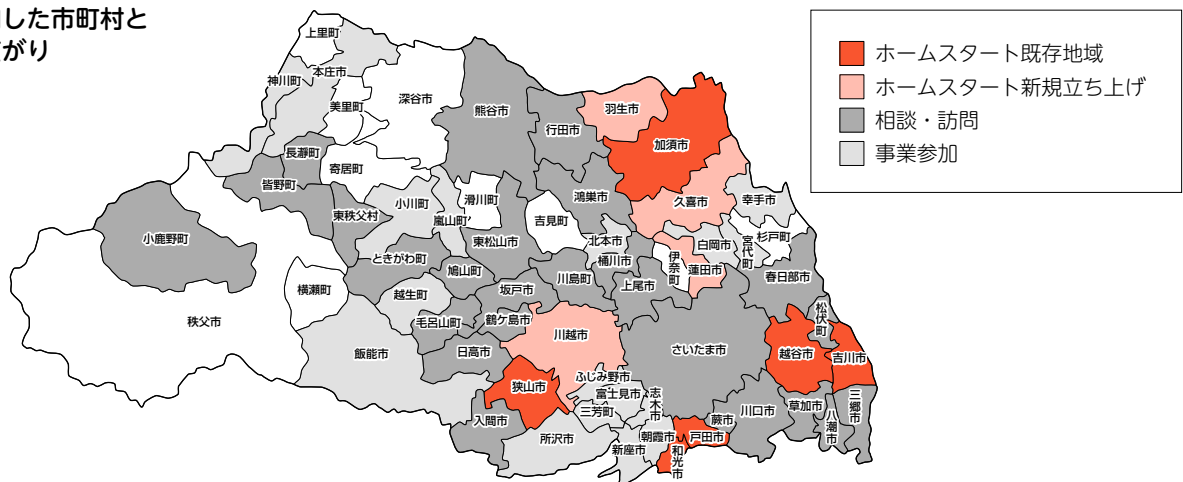 した市町村と
がり
ホームスタート既存地域
ホームスタート新規立ち上げ
相談・訪問
事業参加
上里町
本庄市
神川町
美里町
深谷市
熊谷市
行田市
羽生市
加須市
長瀞町
寄居町
皆野町
小川町
滑川町
嵐山町
東秩父村
吉見町
鴻巣市
久喜市
幸手市
小鹿野町
東松山市
北本市
白岡市
宮代町
杉戸町
ときがわ町
鳩山町
川島町
桶川市
伊奈町
蓮田市
上尾市
春日部市
横瀬町
越生町
坂戸市
松伏町
秩父市
毛呂山町
鶴ケ島市
川越市
さいたま市
越谷市
吉川市
飯能市
日高市
狭山市
ふじみ野市
富士見市
志木市
三芳町
入間市
所沢市
新座市
朝霞市
和光市
戸田市
蕨市
川口市
草加市
八潮市
三郷市